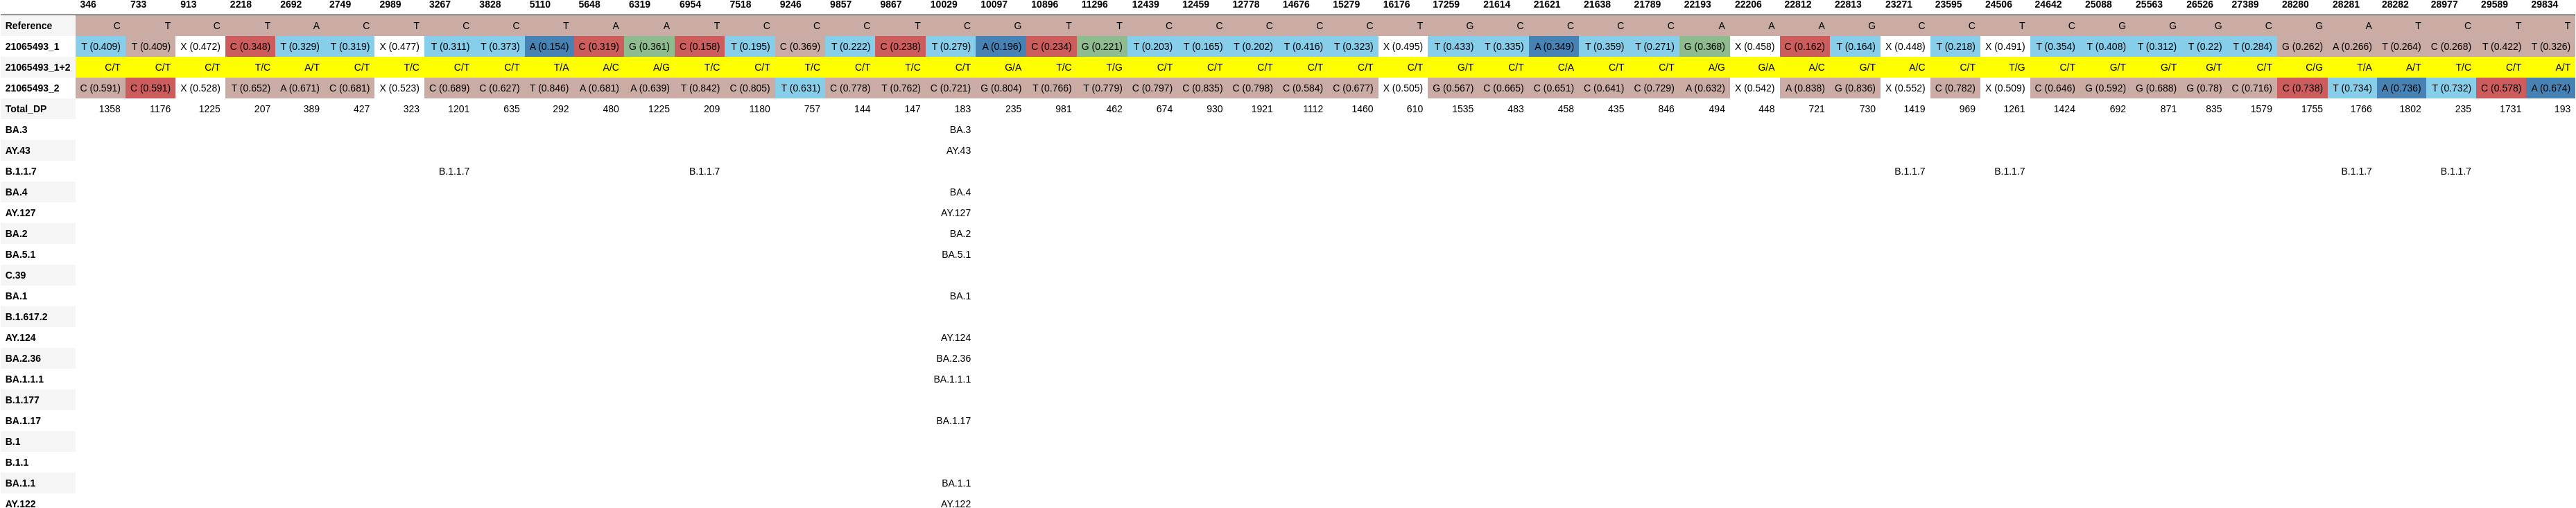 346 733 913 2218 2692 2749 2989 3267 3828 5110 5648 6319 6954 7518 9246 9857 9867 10029 10097 10896 11296 12439 12459 12778 14676 15279 16176 17259 21614 21621 21638 21789 22193 22206 22812 22813 23271 23595 24506 24642 25088 25563 26526 27389 28280 28281 28282 28977 29589 29834
Reference C T C T A C T C C T A A T C C C T C G T T C C C C C T G C C C C A A A G C C T C G G G C G A T C T T
21065493_1 T (0.409) T (0.409) X (0.472) C (0.348) T (0.329) T (0.319) X (0.477) T (0.311) T (0.373) A (0.154) C (0.319) G (0.361) C (0.158) T (0.195) C (0.369) T (0.222) C (0.238) T (0.279) A (0.196) C (0.234) G (0.221) T (0.203) T (0.165) T (0.202) T (0.416) T (0.323) X (0.495) T (0.433) T (0.335) A (0.349) T (0.359) T (0.271) G (0.368) X (0.458) C (0.162) T (0.164) X (0.448) T (0.218) X (0.491) T (0.354) T (0.408) T (0.312) T (0.22) T (0.284) G (0.262) A (0.266) T (0.264) C (0.268) T (0.422) T (0.326)
21065493_1+2 C/T C/T C/T T/C A/T C/T T/C C/T C/T T/A A/C A/G T/C C/T T/C C/T T/C C/T G/A T/C T/G C/T C/T C/T C/T C/T C/T G/T C/T C/A C/T C/T A/G G/A A/C G/T A/C C/T T/G C/T G/T G/T G/T C/T C/G T/A A/T T/C C/T A/T
21065493_2 C (0.591) C (0.591) X (0.528) T (0.652) A (0.671) C (0.681) X (0.523) C (0.689) C (0.627) T (0.846) A (0.681) A (0.639) T (0.842) C (0.805) T (0.631) C (0.778) T (0.762) C (0.721) G (0.804) T (0.766) T (0.779) C (0.797) C (0.835) C (0.798) C (0.584) C (0.677) X (0.505) G (0.567) C (0.665) C (0.651) C (0.641) C (0.729) A (0.632) X (0.542) A (0.838) G (0.836) X (0.552) C (0.782) X (0.509) C (0.646) G (0.592) G (0.688) G (0.78) C (0.716) C (0.738) T (0.734) A (0.736) T (0.732) C (0.578) A (0.674)
Total_DP 1358 1176 1225 207 389 427 323 1201 635 292 480 1225 209 1180 757 144 147 183 235 981 462 674 930 1921 1112 1460 610 1535 483 458 435 846 494 448 721 730 1419 969 1261 1424 692 871 835 1579 1755 1766 1802 235 1731 193
BA.3 BA.3
AY.43 AY.43
B.1.1.7 B.1.1.7 B.1.1.7 B.1.1.7 B.1.1.7 B.1.1.7 B.1.1.7
BA.4 BA.4
AY.127 AY.127
BA.2 BA.2
BA.5.1 BA.5.1
C.39
BA.1 BA.1
B.1.617.2
AY.124 AY.124
BA.2.36 BA.2.36
BA.1.1.1 BA.1.1.1
B.1.177
BA.1.17 BA.1.17
B.1
B.1.1
BA.1.1 BA.1.1
AY.122 AY.122